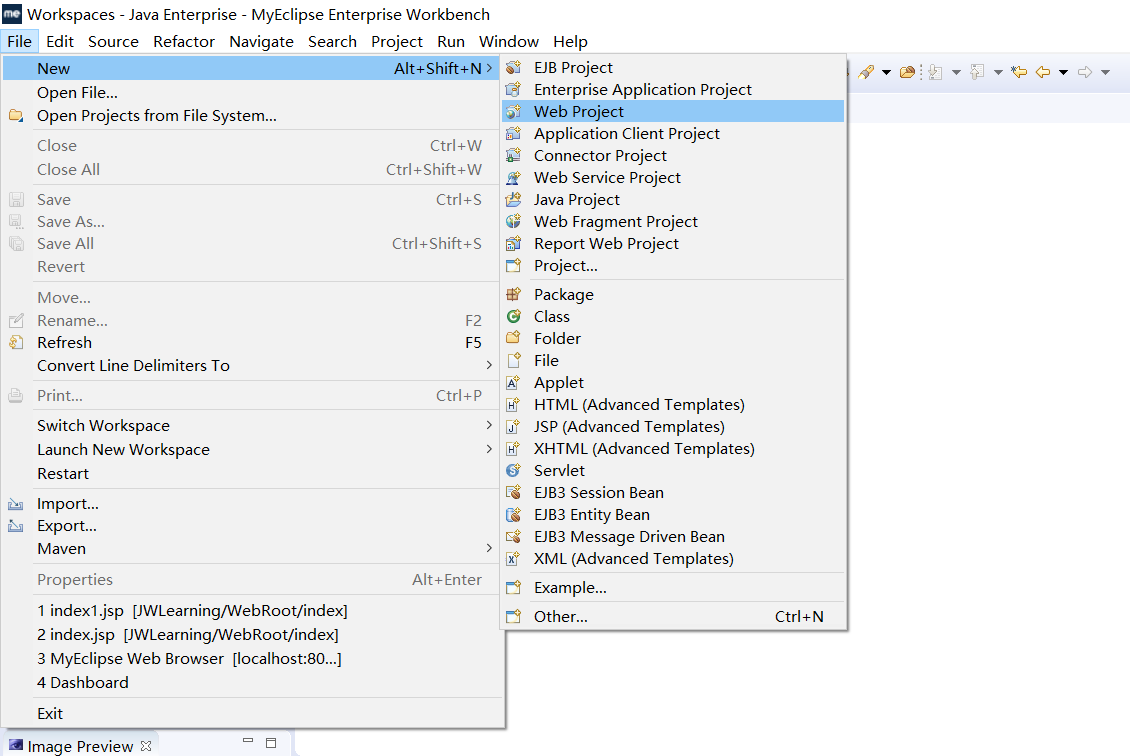 me Workspaces - Java Enterprise - MyEclipse Enterprise Workbench
File Edit Source Refactor Navigate Search Project Run Window Help
New Alt+Shift+N
Open File...
Open Projects from File System...
Close Ctrl+W
Close All Ctrl+Shift+W
Save Ctrl+S
Save As...
Save All Ctrl+Shift+S
Revert
Move...
Rename... F2
Refresh F5
Convert Line Delimiters To
Print... Ctrl+P
Switch Workspace
Launch New Workspace
Restart
Import...
Export...
Maven
Properties Alt+Enter
1 index1.jsp [JWLearning/WebRoot/index]
2 index.jsp [JWLearning/WebRoot/index]
3 MyEclipse Web Browser [localhost:80...]
4 Dashboard
Exit
EJB Project
Enterprise Application Project
Web Project
Application Client Project
Connector Project
Web Service Project
Java Project
Web Fragment Project
Report Web Project
Project...
Package
Class
Folder
File
Applet
HTML (Advanced Templates)
JSP (Advanced Templates)
XHTML (Advanced Templates)
Servlet
EJB3 Session Bean
EJB3 Entity Bean
EJB3 Message Driven Bean
XML (Advanced Templates)
Example...
Other... Ctrl+N
Image Preview